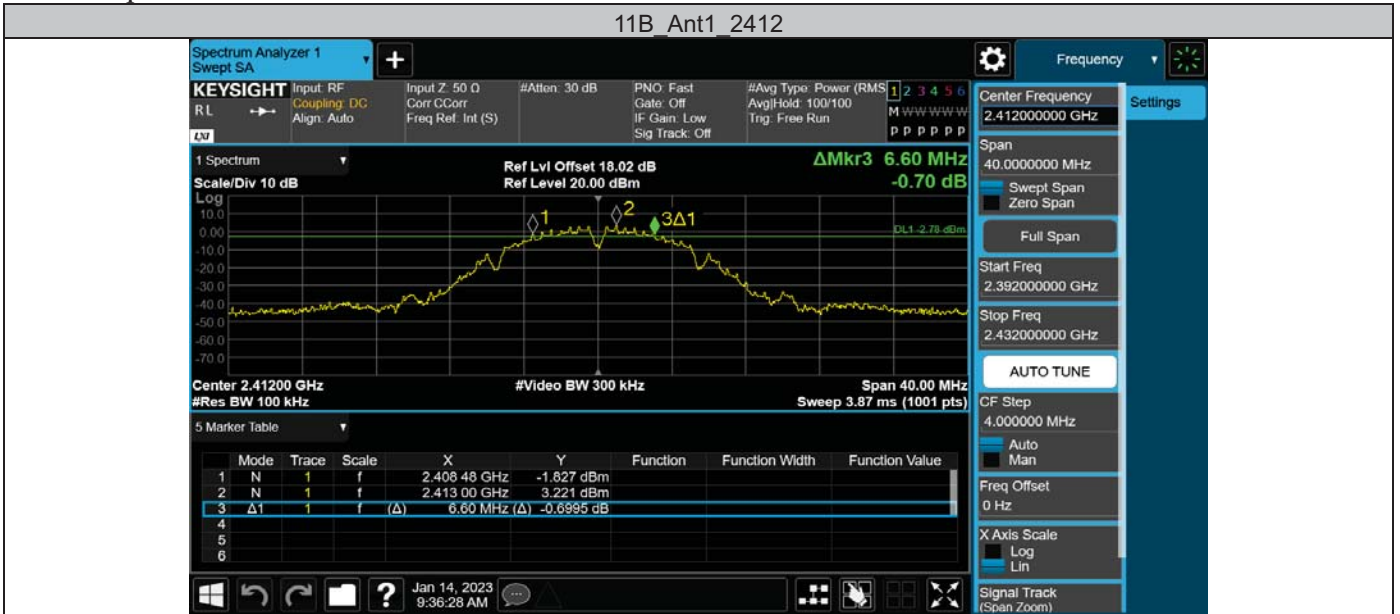 11B_Ant1_2412
Spectrum Analyzer 1
Swept SA
+
Frequency
KEYSIGHT
RL
LXI
Input: RF
Coupling: DC
Align: Auto
Input Z: 50 Ω
Corr CCorr
Freq Ref: Int (S)
#Atten: 30 dB
PNO: Fast
Gate: Off
IF Gain: Low
Sig Track: Off
#Avg Type: Power (RMS
Avg|Hold: 100/100
Trig: Free Run
1 2 3 4 5 6
M W W W W W
P P P P P P
1 Spectrum
Scale/Div 10 dB
Ref Lvl Offset 18.02 dB
Ref Level 20.00 dBm
ΔMkr3 6.60 MHz
-0.70 dB
Log
10.0
0.00
-10.0
-20.0
-30.0
-40.0
-50.0
-60.0
-70.0
1
2
3Δ1
DL1 -2.78 dBm
Center 2.41200 GHz
#Res BW 100 kHz
#Video BW 300 kHz
Span 40.00 MHz
Sweep 3.87 ms (1001 pts)
5 Marker Table
Mode Trace Scale X Y Function Function Width Function Value
1 N 1 f 2.408 48 GHz -1.827 dBm
2 N 1 f 2.413 00 GHz 3.221 dBm
3 Δ1 1 f (Δ) 6.60 MHz (Δ) -0.6995 dB
4
5
6
?
Jan 14, 2023
9:36:28 AM
Center Frequency
2.412000000 GHz
Settings
Span
40.0000000 MHz
Swept Span
Zero Span
Full Span
Start Freq
2.392000000 GHz
Stop Freq
2.432000000 GHz
AUTO TUNE
CF Step
4.000000 MHz
Auto
Man
Freq Offset
0 Hz
X Axis Scale
Log
Lin
Signal Track
(Span Zoom)